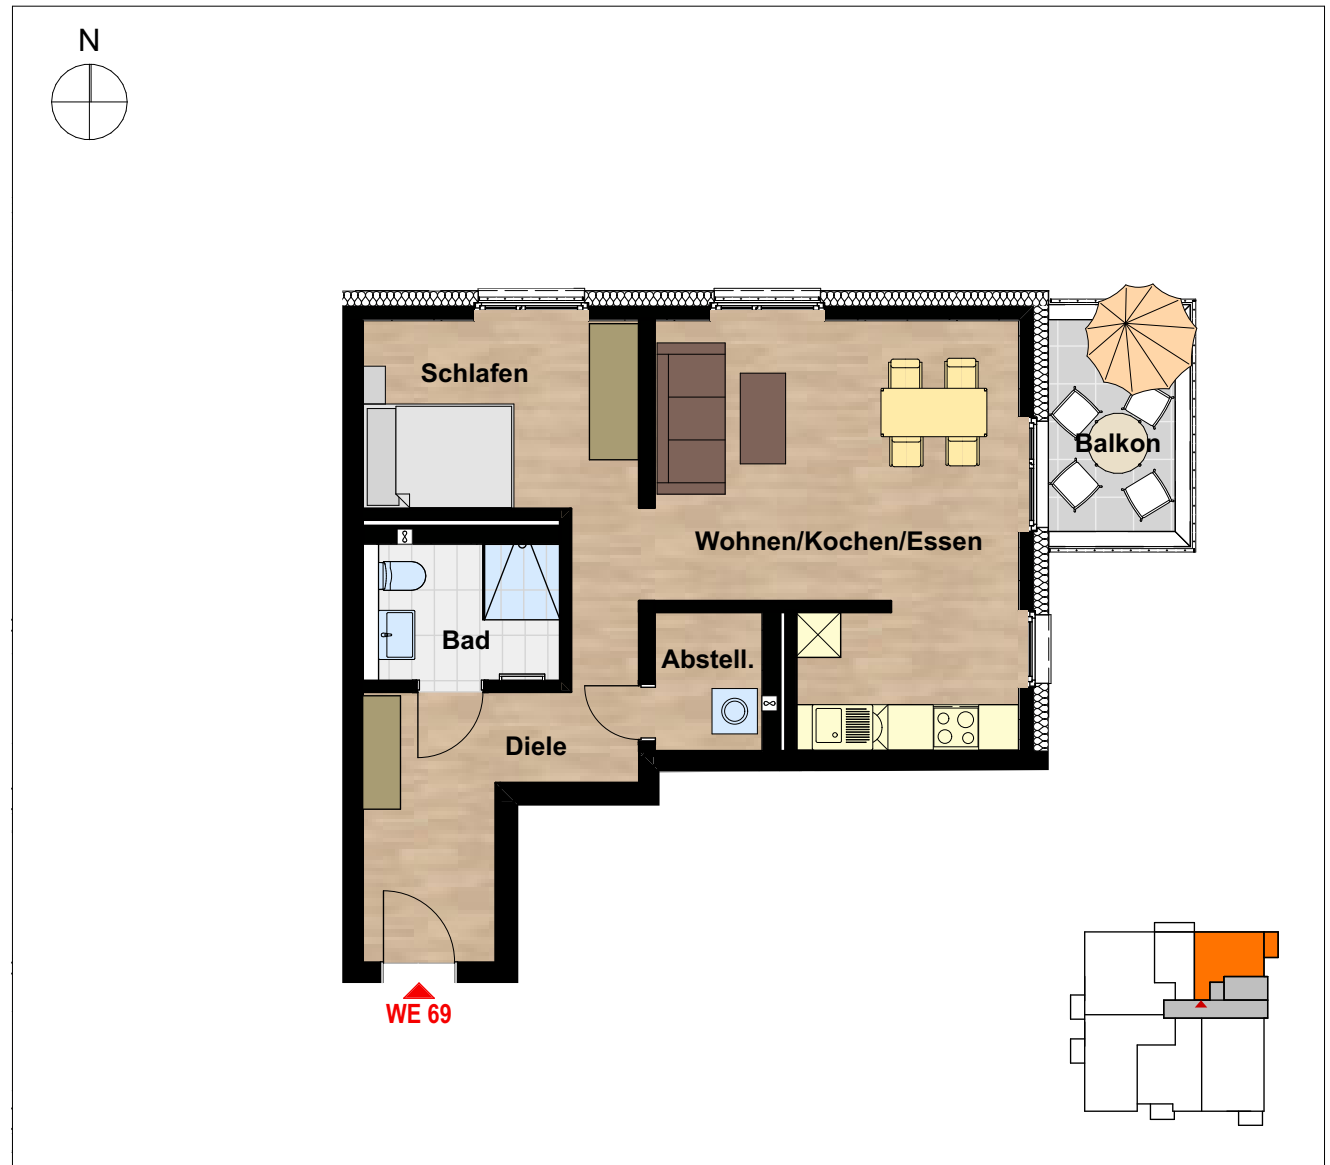 N
Schlafen
Balkon
Wohnen/Kochen/Essen
Bad
Abstell.
Diele
WE 69